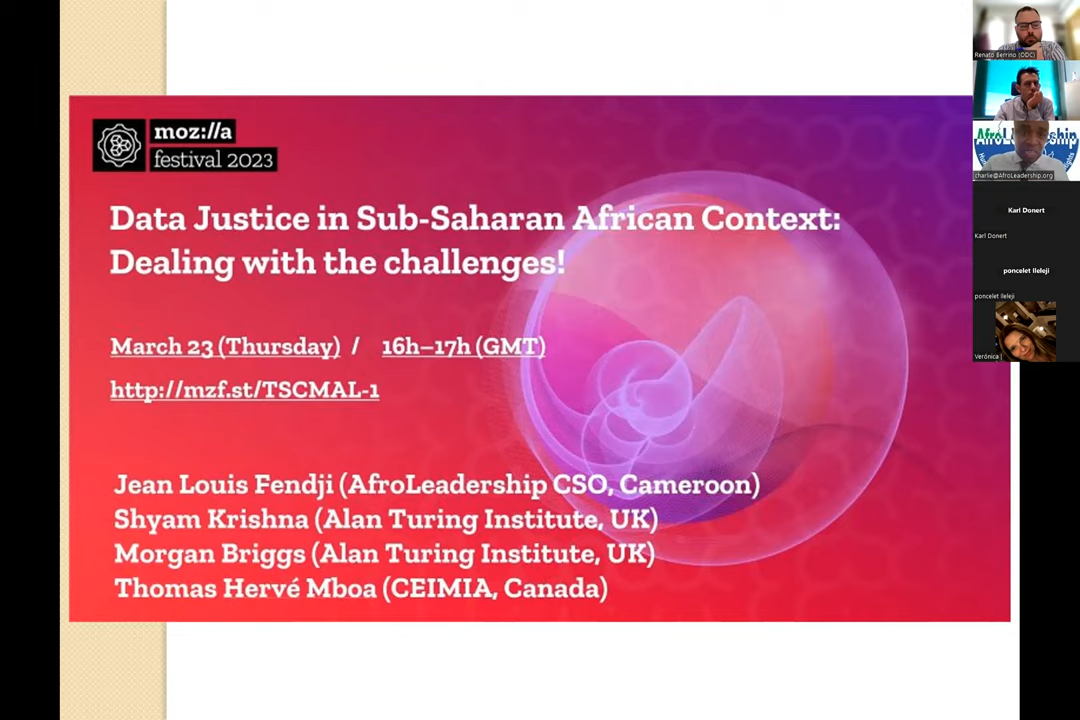 moz://a
festival 2023
Data Justice in Sub-Saharan African Context:
Dealing with the challenges!
March 23 (Thursday) / 16h–17h (GMT)
http://mzf.st/TSCMAL-1
Jean Louis Fendji (AfroLeadership CSO, Cameroon)
Shyam Krishna (Alan Turing Institute, UK)
Morgan Briggs (Alan Turing Institute, UK)
Thomas Hervé Mboa (CEIMIA, Canada)
Renato Berrino (ODC)
charlie@AfroLeadership.org
Karl Donert
Karl Donert
poncelet Ileleji
poncelet Ileleji